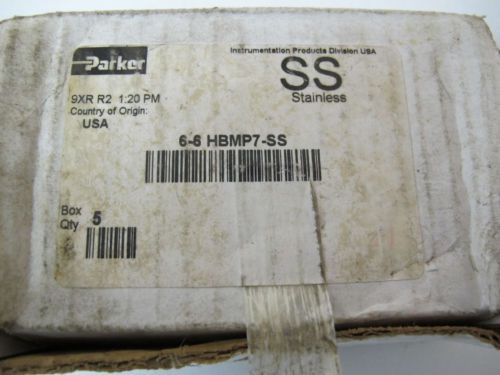 Parker
Instrumentation Products Division USA
SS
Stainless
9XR R2 1:20 PM
Country of Origin:
USA
6-6 HBMP7-SS
Box
Qty
5